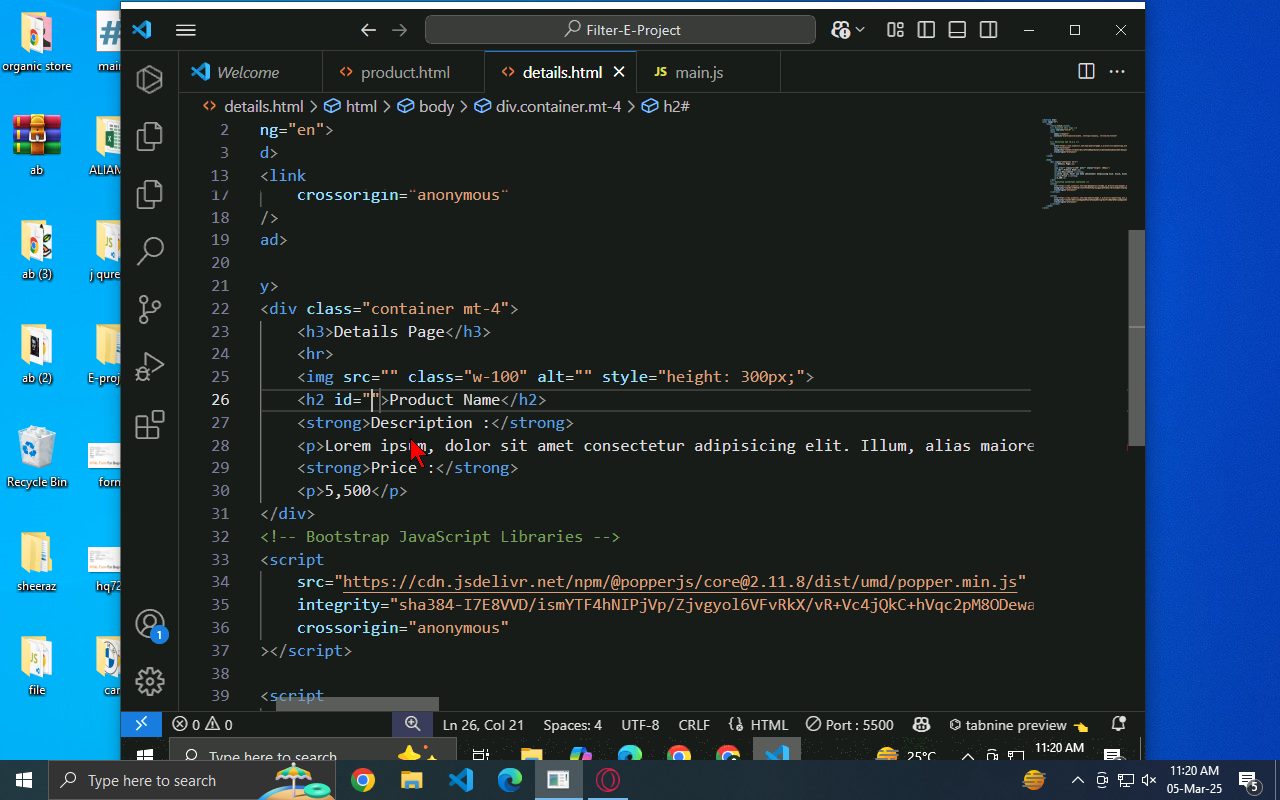 organic store
main
ab
ALIAM
ab (3)
j qure
ab (2)
E-proj
Recycle Bin
form
sheeraz
hq72
file
car
Filter-E-Project
Welcome
product.html
details.html
JS main.js
details.html > html > body > div.container.mt-4 > h2#
2 ng="en">
3 d>
13 <link
17 crossorigin="anonymous"
18 />
19 ad>
20
21 y>
22 <div class="container mt-4">
23 <h3>Details Page</h3>
24 <hr>
25 <img src="" class="w-100" alt="" style="height: 300px;">
26 <h2 id="">Product Name</h2>
27 <strong>Description :</strong>
28 <p>Lorem ipsum, dolor sit amet consectetur adipisicing elit. Illum, alias maiore
29 <strong>Price :</strong>
30 <p>5,500</p>
31 </div>
32 <!-- Bootstrap JavaScript Libraries -->
33 <script
34 src="https://cdn.jsdelivr.net/npm/@popperjs/core@2.11.8/dist/umd/popper.min.js"
35 integrity="sha384-I7E8VVD/ismYTF4hNIPjVp/Zjvgyol6VFvRkX/vR+Vc4jQkC+hVqc2pM8ODewa
36 crossorigin="anonymous"
37 ></script>
38
39 <script
1
0 0 Ln 26, Col 21 Spaces: 4 UTF-8 CRLF HTML Port : 5500 tabnine preview
Type here to search
25°C
11:20 AM
Type here to search
11:20 AM
05-Mar-25
5